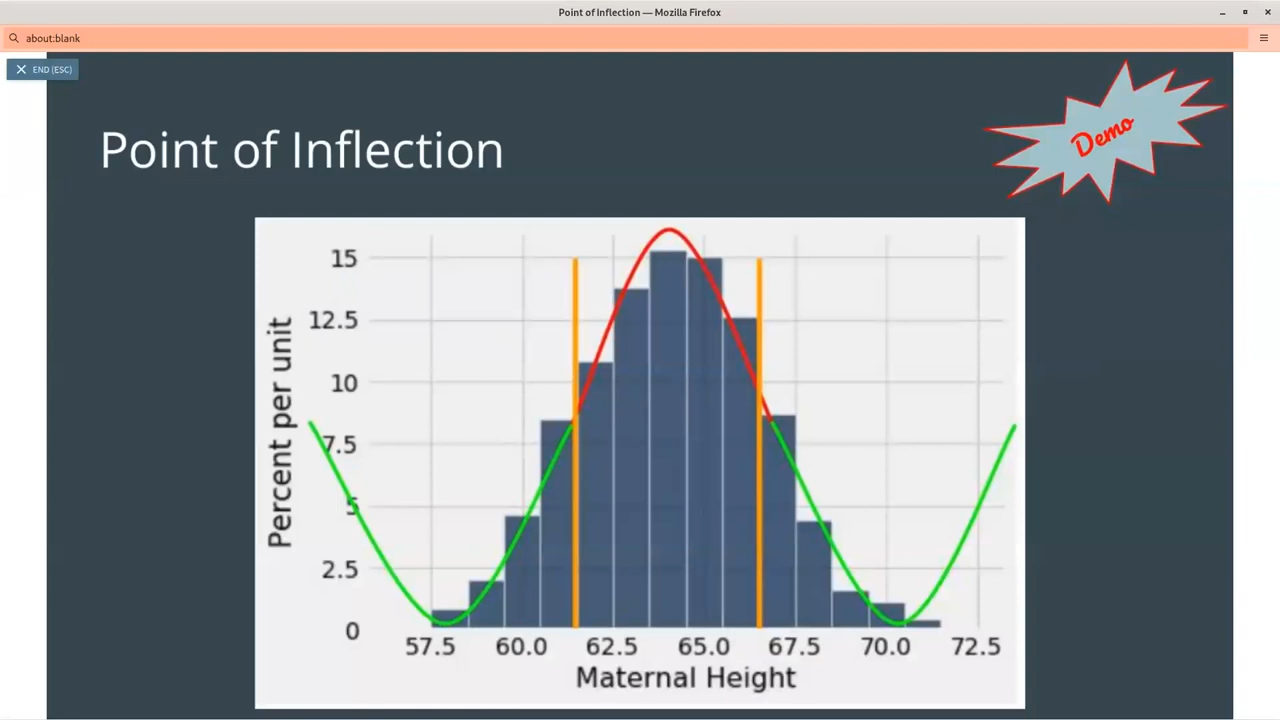 Point of Inflection — Mozilla Firefox
about:blank
END (ESC)
Demo
Point of Inflection
15
12.5
10
7.5
5
2.5
0
Percent per unit
57.5 60.0 62.5 65.0 67.5 70.0 72.5
Maternal Height